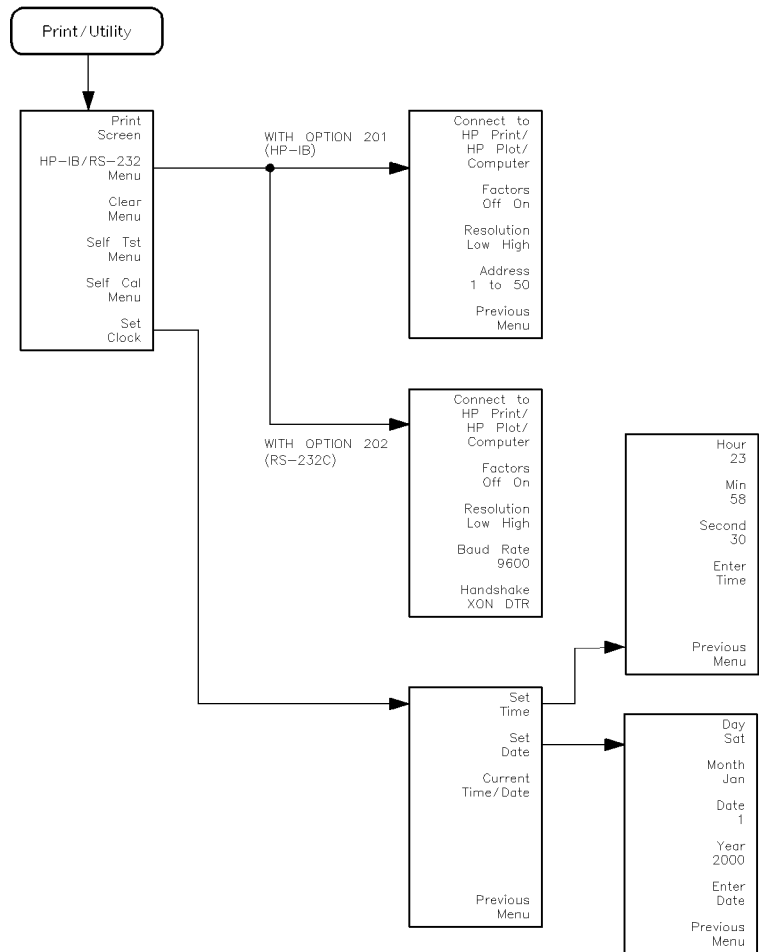 Print/Utility
Print
Screen
HP-IB/RS-232
Menu
Clear
Menu
Self Tst
Menu
Self Cal
Menu
Set
Clock
WITH OPTION 201
(HP-IB)
Connect to
HP Print/
HP Plot/
Computer
Factors
Off On
Resolution
Low High
Address
1 to 50
Previous
Menu
WITH OPTION 202
(RS-232C)
Connect to
HP Print/
HP Plot/
Computer
Factors
Off On
Resolution
Low High
Baud Rate
9600
Handshake
XON DTR
Set
Time
Set
Date
Current
Time/Date
Previous
Menu
Hour
23
Min
58
Second
30
Enter
Time
Previous
Menu
Day
Sat
Month
Jan
Date
1
Year
2000
Enter
Date
Previous
Menu